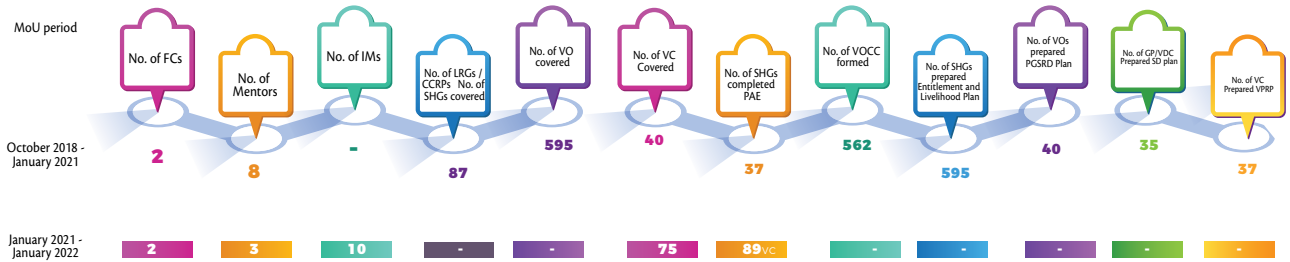 MoU period
No. of FCs
No. of
Mentors
No. of IMs
No. of LRGs /
CCRPs No. of
SHGs covered
No. of VO
covered
No. of VC
Covered
No. of SHGs
completed
PAE
No. of VOCC
formed
No. of SHGs
prepared
Entitlement and
Livelihood Plan
No. of VOs
prepared
PGSRD Plan
No. of GP/VDC
Prepared SD plan
No. of VC
Prepared VPRP
October 2018 -
January 2021
2
8
-
87
595
40
37
562
595
40
35
37
January 2021 -
January 2022
2
3
10
-
-
75
89VC
-
-
-
-
-